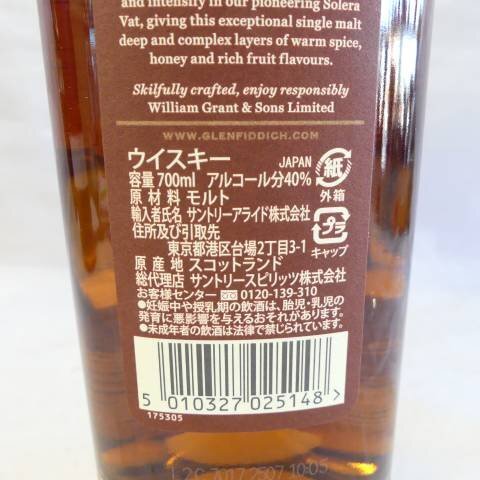 and intensity in our pioneering Solera
Vat, giving this exceptional single malt
deep and complex layers of warm spice,
honey and rich fruit flavours.
Skilfully crafted, enjoy responsibly
William Grant & Sons Limited
WWW.GLENFIDDICH.COM
ウイスキー JAPAN
容量700ml アルコール分40%
原材料 モルト
輸入者氏名 サントリーアライド株式会社
住所及び引取先
東京都港区台場2丁目3-1
原産地 スコットランド
総代理店 サントリースピリッツ株式会社
お客様センター 0120-139-310
●妊娠中や授乳期の飲酒は、胎児・乳児の
発育に悪影響を与えるおそれがあります。
●未成年者の飲酒は法律で禁じられています。
紙
外箱
プラ
キャップ
5 010327 025148 >
175305